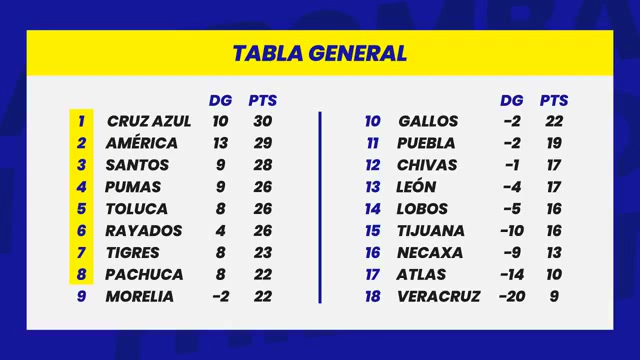 TABLA GENERAL
DG PTS
1 CRUZ AZUL 10 30
2 AMÉRICA 13 29
3 SANTOS 9 28
4 PUMAS 9 26
5 TOLUCA 8 26
6 RAYADOS 4 26
7 TIGRES 8 23
8 PACHUCA 8 22
9 MORELIA -2 22
DG PTS
10 GALLOS -2 22
11 PUEBLA -2 19
12 CHIVAS -1 17
13 LEÓN -4 17
14 LOBOS -5 16
15 TIJUANA -10 16
16 NECAXA -9 13
17 ATLAS -14 10
18 VERACRUZ -20 9